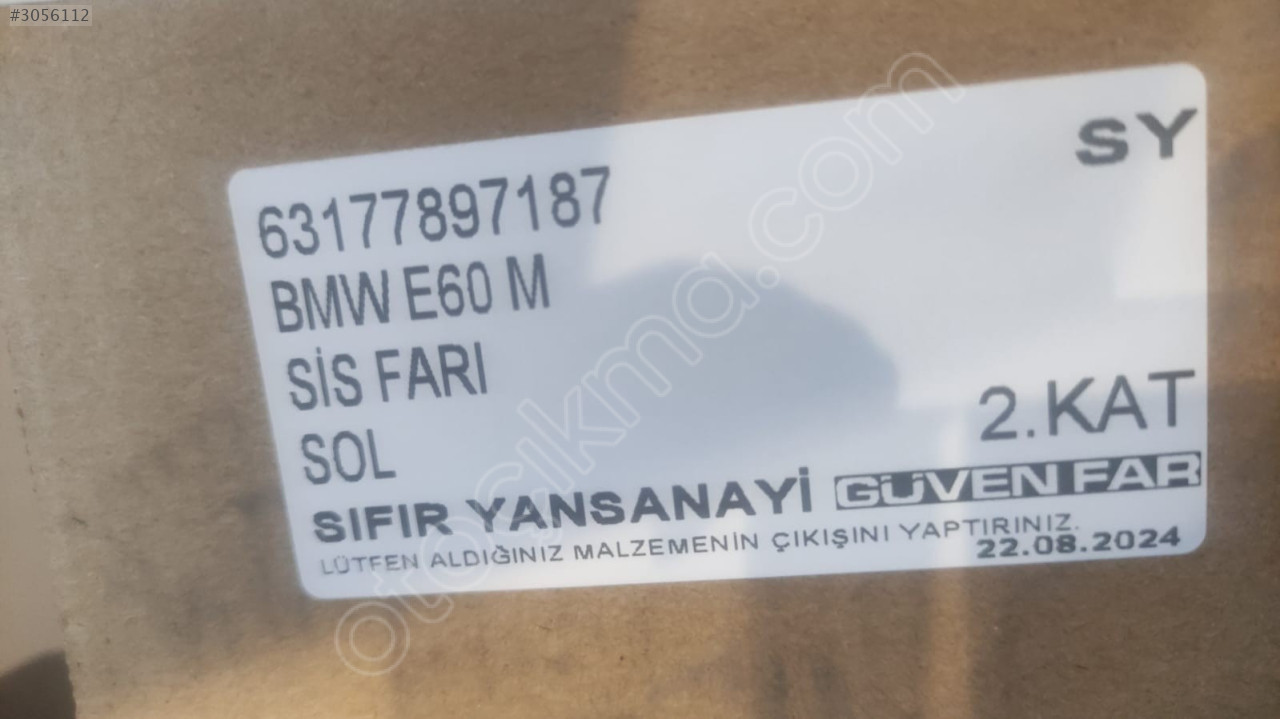 #3056112
SY
63177897187
BMW E60 M
SİS FARI
SOL
2.KAT
SIFIR YANSANAYİ GÜVEN FAR
LÜTFEN ALDIĞINIZ MALZEMENİN ÇIKIŞINI YAPTIRINIZ.
22.08.2024
otoçıkma.com